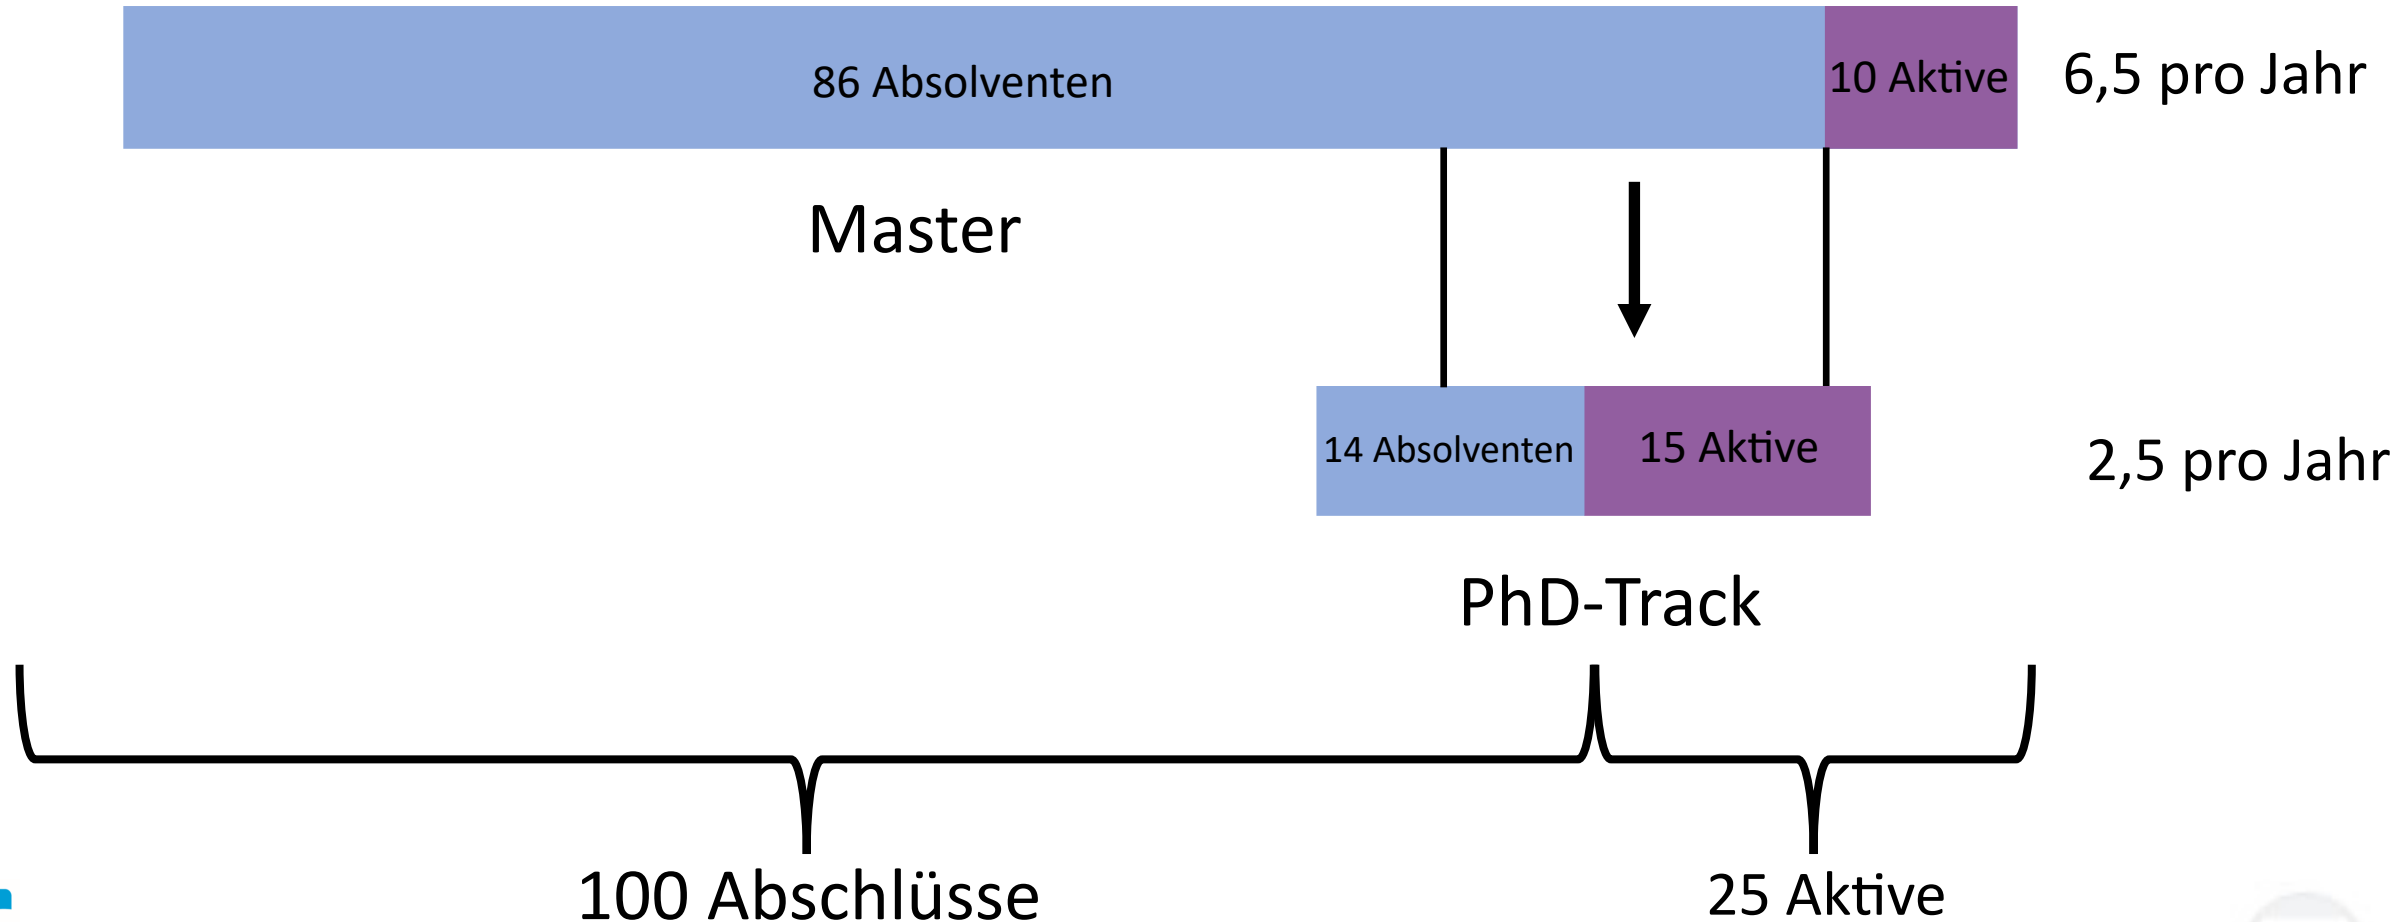 86 Absolventen
10 Aktive
6,5 pro Jahr
Master
14 Absolventen
15 Aktive
2,5 pro Jahr
PhD-Track
100 Abschlüsse
25 Aktive